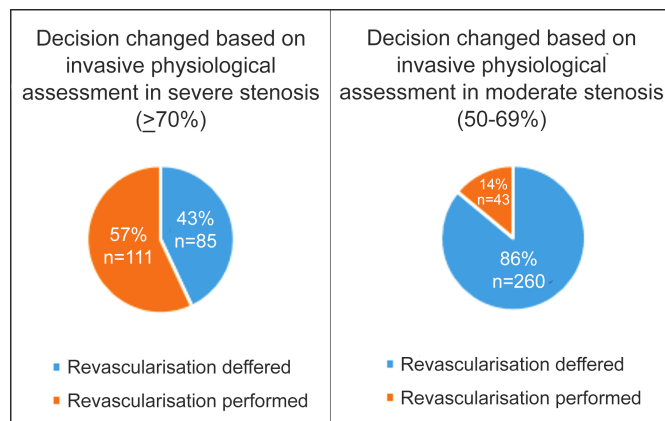 Decision changed based on
invasive physiological
assessment in severe stenosis
(≥70%)
43%
n=85
57%
n=111
Revascularisation deffered
Revascularisation performed
Decision changed based on
invasive physiological
assessment in moderate stenosis
(50-69%)
14%
n=43
86%
n=260
Revascularisation deffered
Revascularisation performed